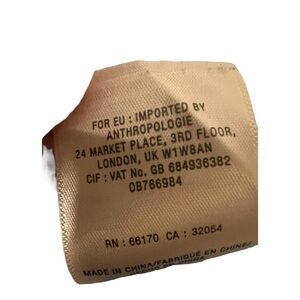 FOR EU : IMPORTED BY
ANTHROPOLOGIE
24 MARKET PLACE, 3RD FLOOR,
LONDON, UK W1W8AN
CIF : VAT No. GB 684936382
0B766984
RN : 66170 CA : 32054
MADE IN CHINA/FABRIQUÉ EN CHINE/